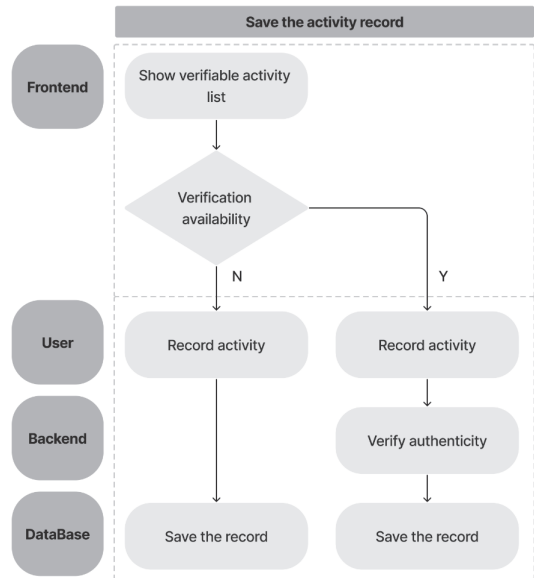 Save the activity record
Frontend
Show verifiable activity
list
Verification
availability
N
Y
User
Record activity
Record activity
Backend
Verify authenticity
DataBase
Save the record
Save the record